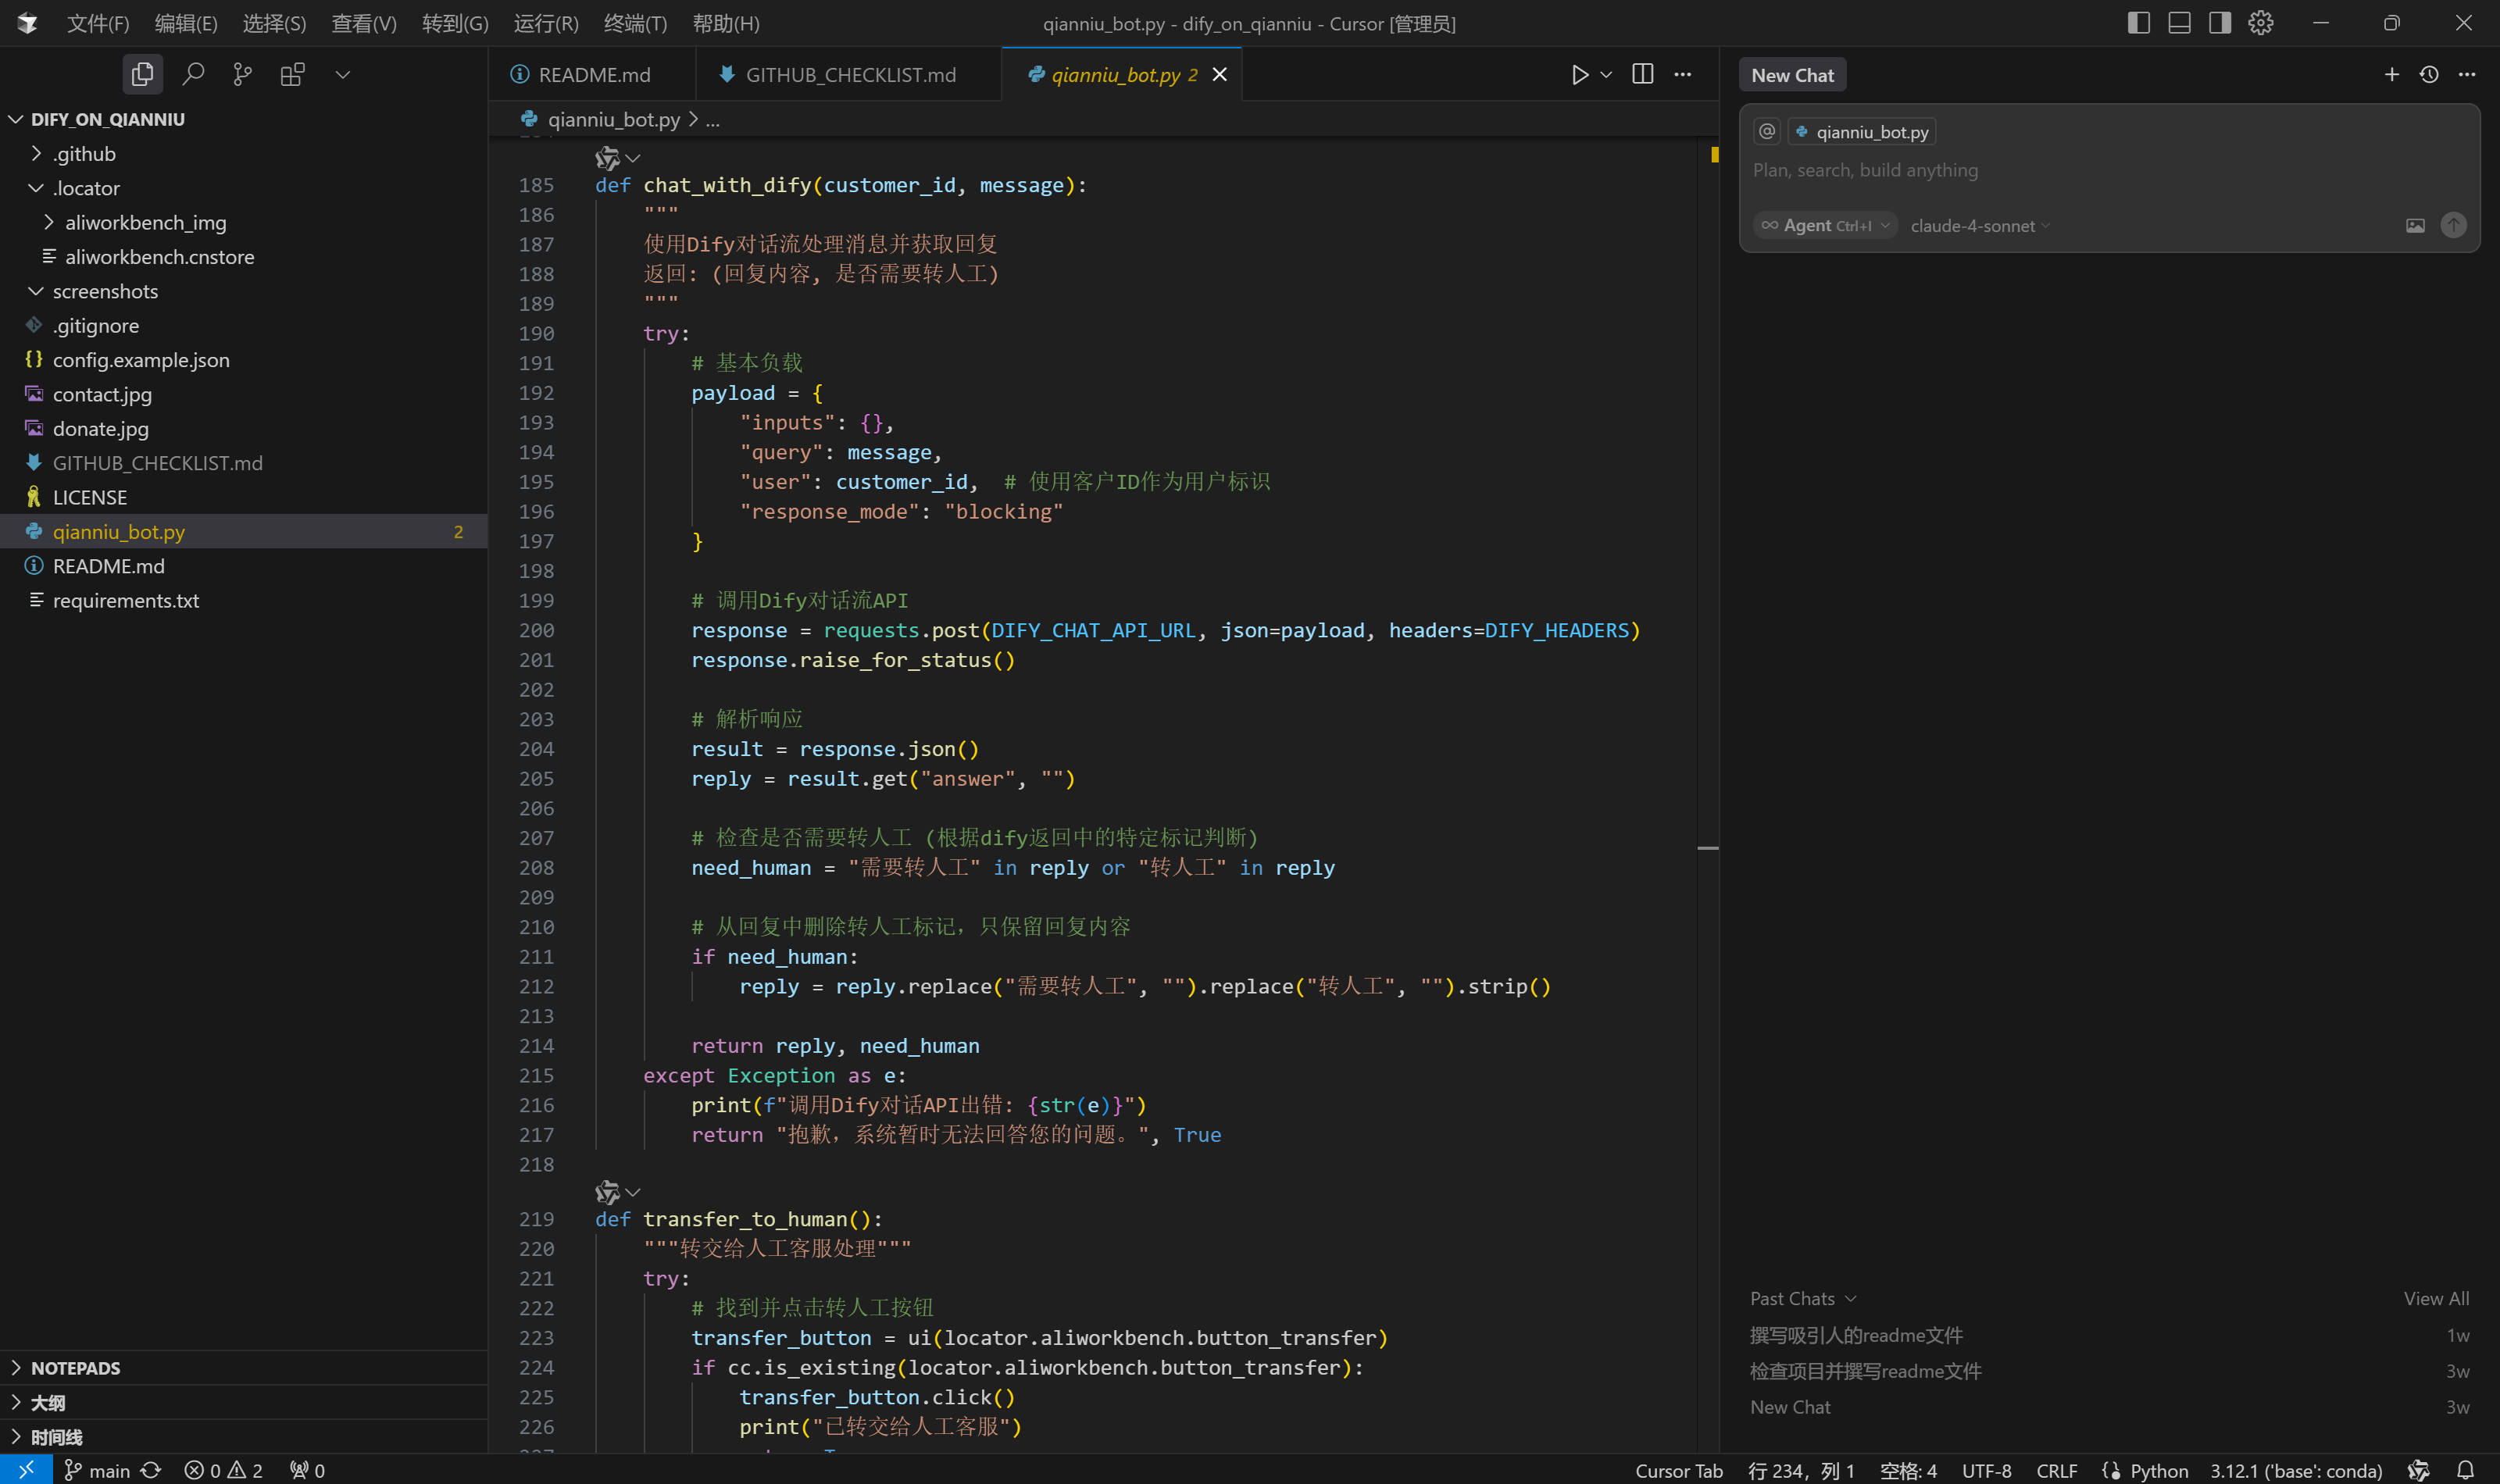 文件(F) 编辑(E) 选择(S) 查看(V) 转到(G) 运行(R) 终端(T) 帮助(H) qianniu_bot.py - dify_on_qianniu - Cursor [管理员]
DIFY_ON_QIANNIU
.github
.locator
aliworkbench_img
aliworkbench.cnstore
screenshots
.gitignore
config.example.json
contact.jpg
donate.jpg
GITHUB_CHECKLIST.md
LICENSE
qianniu_bot.py 2
README.md
requirements.txt
NOTEPADS
大纲
时间线
README.md GITHUB_CHECKLIST.md qianniu_bot.py 2
qianniu_bot.py > ...
185 def chat_with_dify(customer_id, message):
186 """
187 使用Dify对话流处理消息并获取回复
188 返回: (回复内容, 是否需要转人工)
189 """
190 try:
191 # 基本负载
192 payload = {
193 "inputs": {},
194 "query": message,
195 "user": customer_id, # 使用客户ID作为用户标识
196 "response_mode": "blocking"
197 }
198
199 # 调用Dify对话流API
200 response = requests.post(DIFY_CHAT_API_URL, json=payload, headers=DIFY_HEADERS)
201 response.raise_for_status()
202
203 # 解析响应
204 result = response.json()
205 reply = result.get("answer", "")
206
207 # 检查是否需要转人工 (根据dify返回中的特定标记判断)
208 need_human = "需要转人工" in reply or "转人工" in reply
209
210 # 从回复中删除转人工标记，只保留回复内容
211 if need_human:
212 reply = reply.replace("需要转人工", "").replace("转人工", "").strip()
213
214 return reply, need_human
215 except Exception as e:
216 print(f"调用Dify对话API出错: {str(e)}")
217 return "抱歉，系统暂时无法回答您的问题。", True
218
219 def transfer_to_human():
220 """转交给人工客服处理"""
221 try:
222 # 找到并点击转人工按钮
223 transfer_button = ui(locator.aliworkbench.button_transfer)
224 if cc.is_existing(locator.aliworkbench.button_transfer):
225 transfer_button.click()
226 print("已转交给人工客服")
New Chat
@ qianniu_bot.py
Plan, search, build anything
Agent Ctrl+I claude-4-sonnet
Past Chats View All
撰写吸引人的readme文件 1w
检查项目并撰写readme文件 3w
New Chat 3w
main 0 2 0 Cursor Tab 行 234，列 1 空格: 4 UTF-8 CRLF Python 3.12.1 ('base': conda)